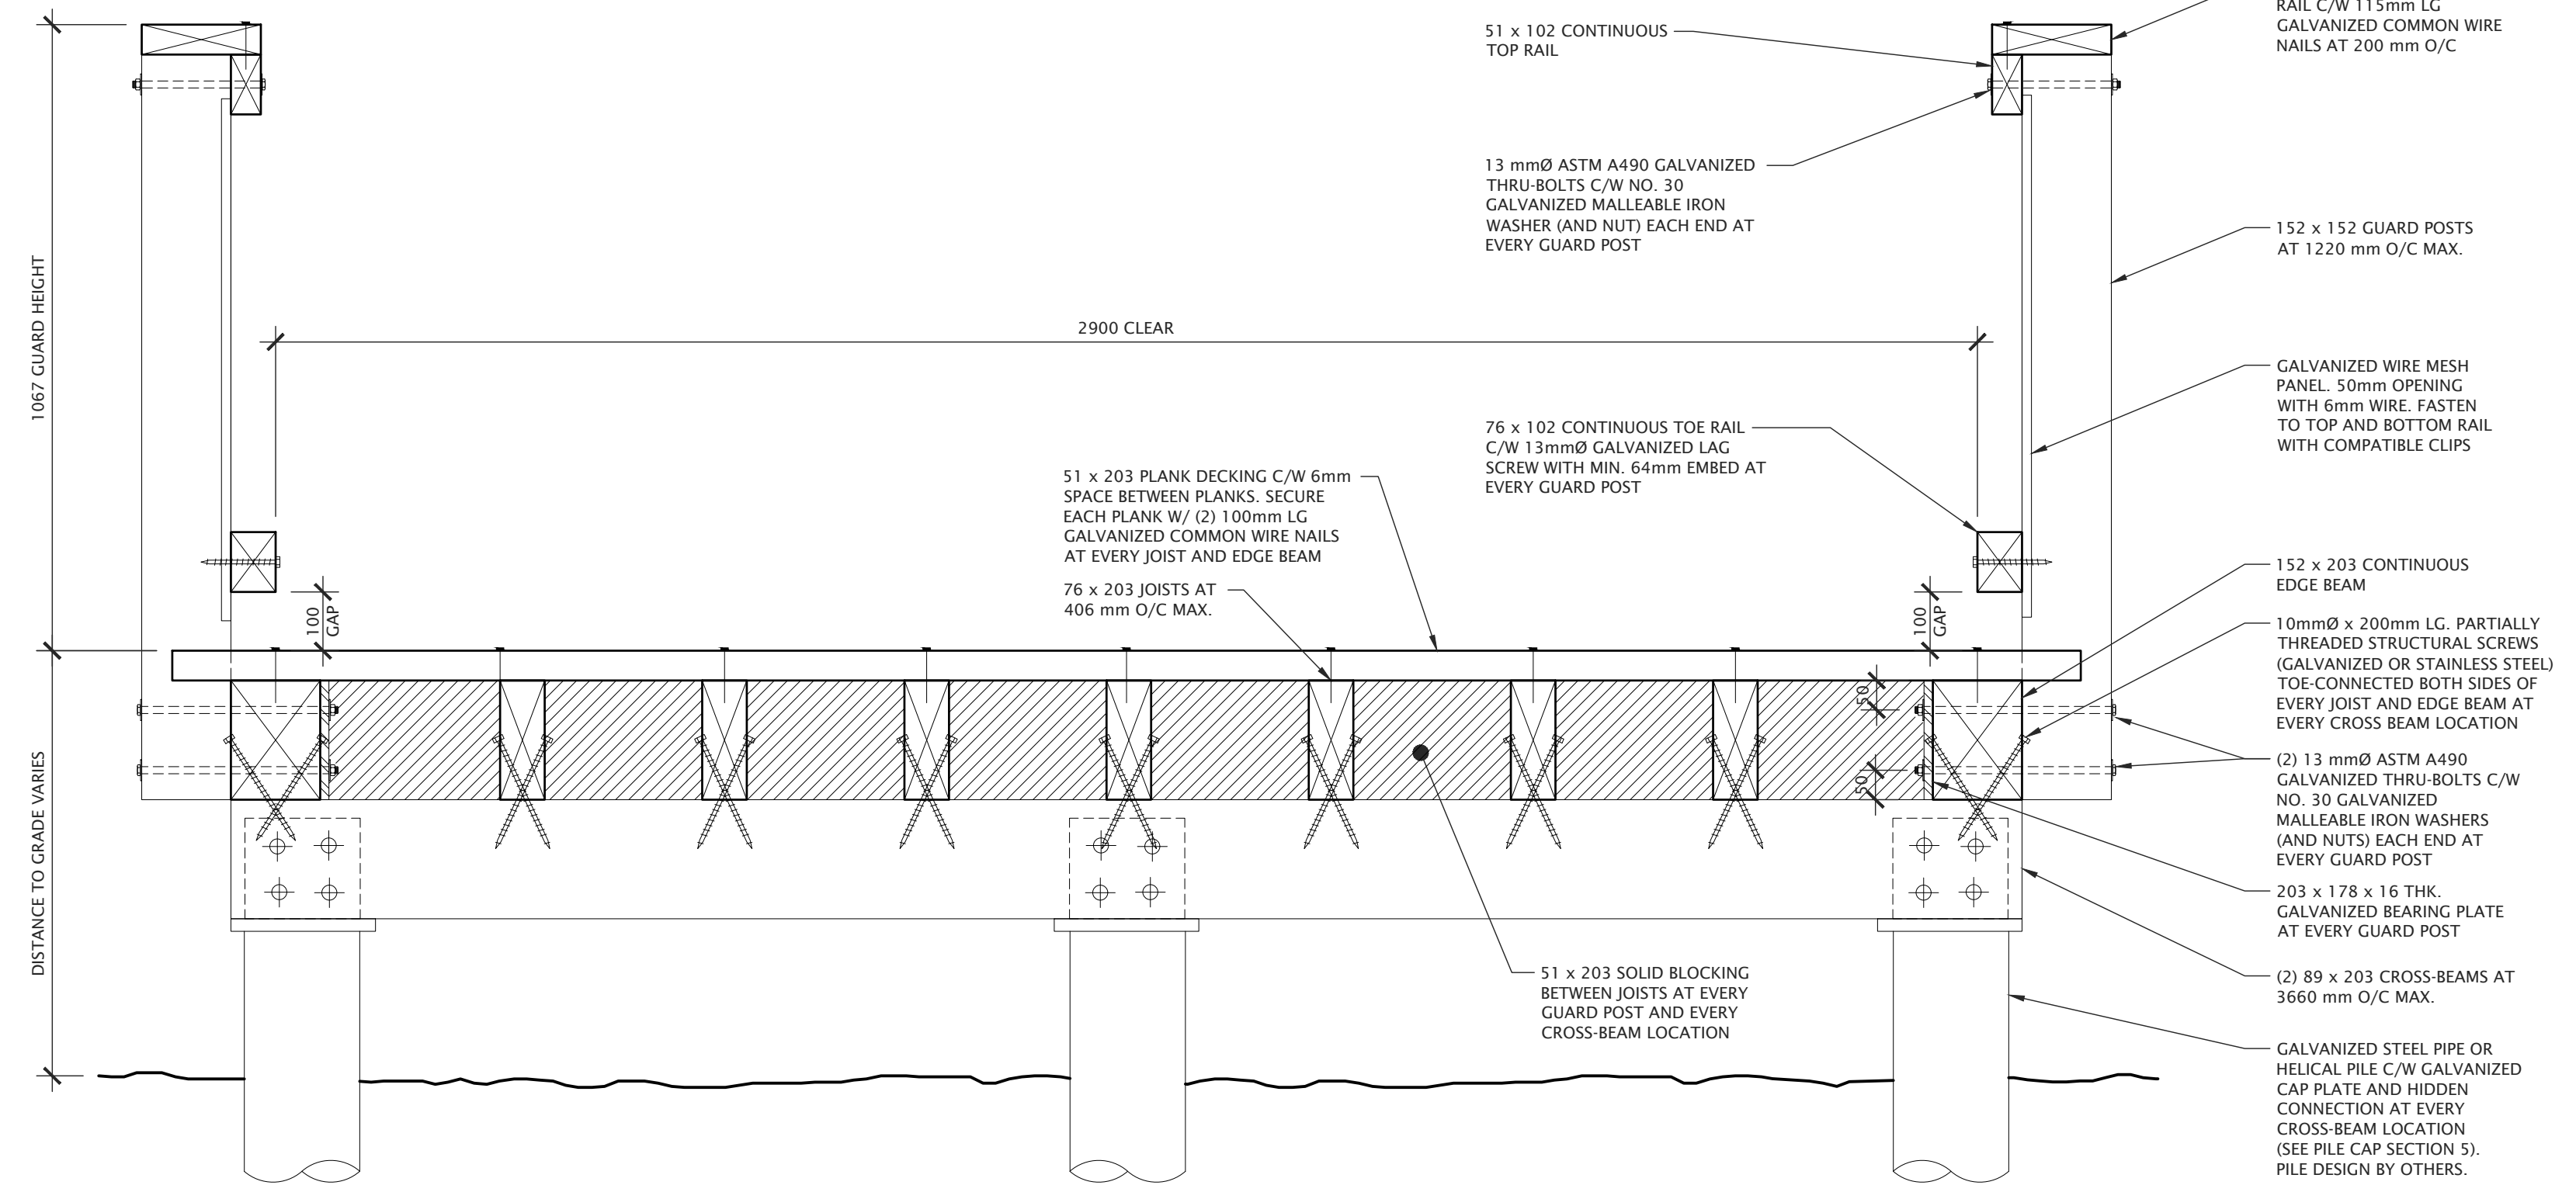 RAIL C/W 115mm LG
GALVANIZED COMMON WIRE
NAILS AT 200 mm O/C
51 x 102 CONTINUOUS
TOP RAIL
13 mmØ ASTM A490 GALVANIZED
THRU-BOLTS C/W NO. 30
GALVANIZED MALLEABLE IRON
WASHER (AND NUT) EACH END AT
EVERY GUARD POST
152 x 152 GUARD POSTS
AT 1220 mm O/C MAX.
1067 GUARD HEIGHT
2900 CLEAR
GALVANIZED WIRE MESH
PANEL. 50mm OPENING
WITH 6mm WIRE. FASTEN
TO TOP AND BOTTOM RAIL
WITH COMPATIBLE CLIPS
76 x 102 CONTINUOUS TOE RAIL
C/W 13mmØ GALVANIZED LAG
SCREW WITH MIN. 64mm EMBED AT
EVERY GUARD POST
51 x 203 PLANK DECKING C/W 6mm
SPACE BETWEEN PLANKS. SECURE
EACH PLANK W/ (2) 100mm LG
GALVANIZED COMMON WIRE NAILS
AT EVERY JOIST AND EDGE BEAM
76 x 203 JOISTS AT
406 mm O/C MAX.
100
GAP
100
GAP
152 x 203 CONTINUOUS
EDGE BEAM
10mmØ x 200mm LG. PARTIALLY
THREADED STRUCTURAL SCREWS
(GALVANIZED OR STAINLESS STEEL)
TOE-CONNECTED BOTH SIDES OF
EVERY JOIST AND EDGE BEAM AT
EVERY CROSS BEAM LOCATION
50
50
(2) 13 mmØ ASTM A490
GALVANIZED THRU-BOLTS C/W
NO. 30 GALVANIZED
MALLEABLE IRON WASHERS
(AND NUTS) EACH END AT
EVERY GUARD POST
DISTANCE TO GRADE VARIES
203 x 178 x 16 THK.
GALVANIZED BEARING PLATE
AT EVERY GUARD POST
51 x 203 SOLID BLOCKING
BETWEEN JOISTS AT EVERY
GUARD POST AND EVERY
CROSS-BEAM LOCATION
(2) 89 x 203 CROSS-BEAMS AT
3660 mm O/C MAX.
GALVANIZED STEEL PIPE OR
HELICAL PILE C/W GALVANIZED
CAP PLATE AND HIDDEN
CONNECTION AT EVERY
CROSS-BEAM LOCATION
(SEE PILE CAP SECTION 5).
PILE DESIGN BY OTHERS.